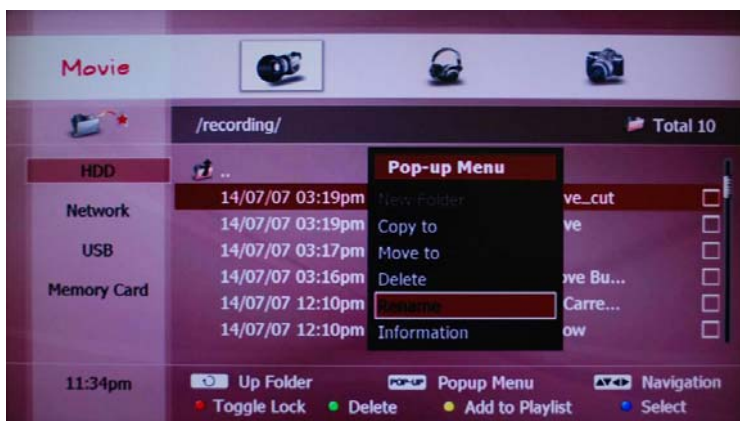 Movie
/recording/
Total 10
HDD
Network
USB
Memory Card
..
14/07/07 03:19pm ve_cut
14/07/07 03:19pm ve
14/07/07 03:17pm
14/07/07 03:16pm ove Bu...
14/07/07 12:10pm Carre...
14/07/07 12:10pm ow
Pop-up Menu
New Folder
Copy to
Move to
Delete
Rename
Information
11:34pm
Up Folder
POP-UP Popup Menu
Navigation
Toggle Lock
Delete
Add to Playlist
Select